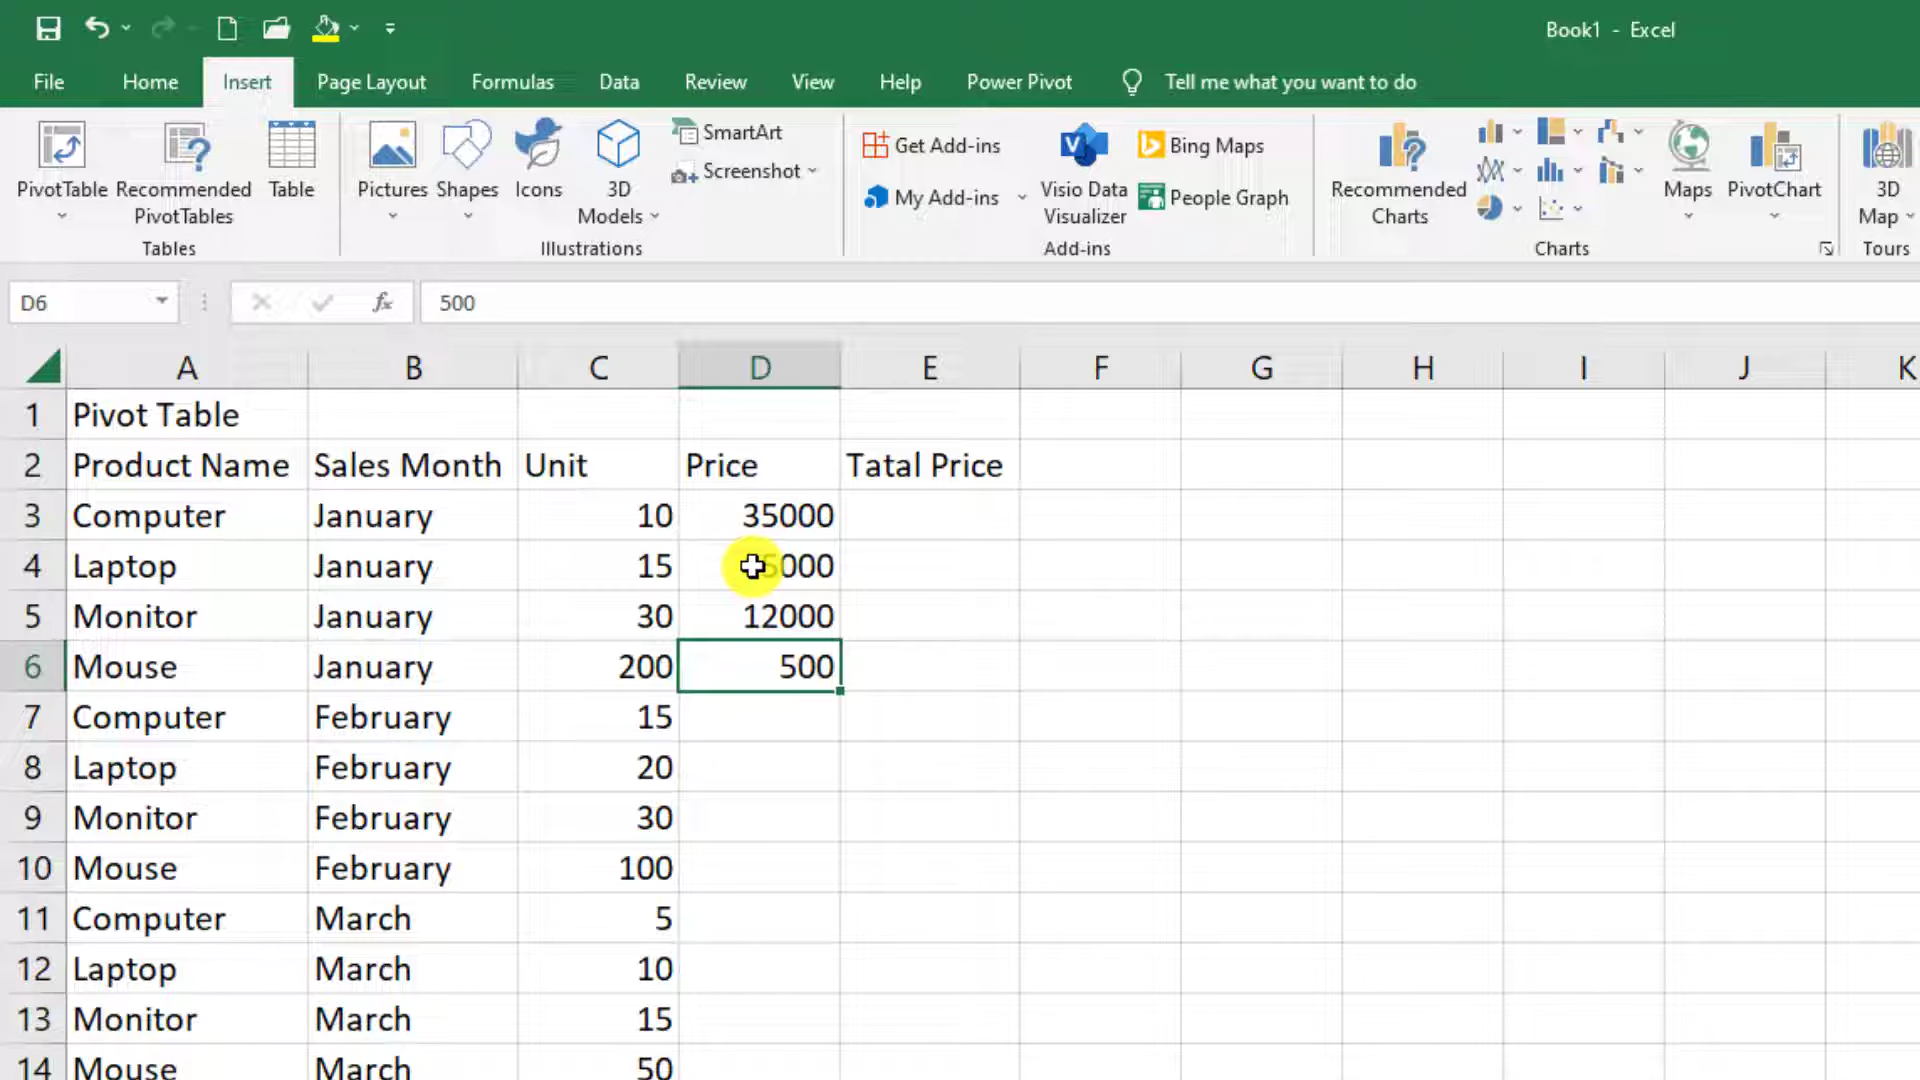 Book1 - Excel
File Home Insert Page Layout Formulas Data Review View Help Power Pivot Tell me what you want to do
PivotTable
Recommended PivotTables
Table
Tables
Pictures
Shapes
Icons
3D Models
SmartArt
Screenshot
Illustrations
Get Add-ins
My Add-ins
Visio Data Visualizer
Bing Maps
People Graph
Add-ins
Recommended Charts
Maps
PivotChart
Charts
3D Map
Tours
D6 fx 500
A B C D E F G H I J K
1 Pivot Table
2 Product Name Sales Month Unit Price Tatal Price
3 Computer January 10 35000
4 Laptop January 15 5000
5 Monitor January 30 12000
6 Mouse January 200 500
7 Computer February 15
8 Laptop February 20
9 Monitor February 30
10 Mouse February 100
11 Computer March 5
12 Laptop March 10
13 Monitor March 15
14 Mouse March 50